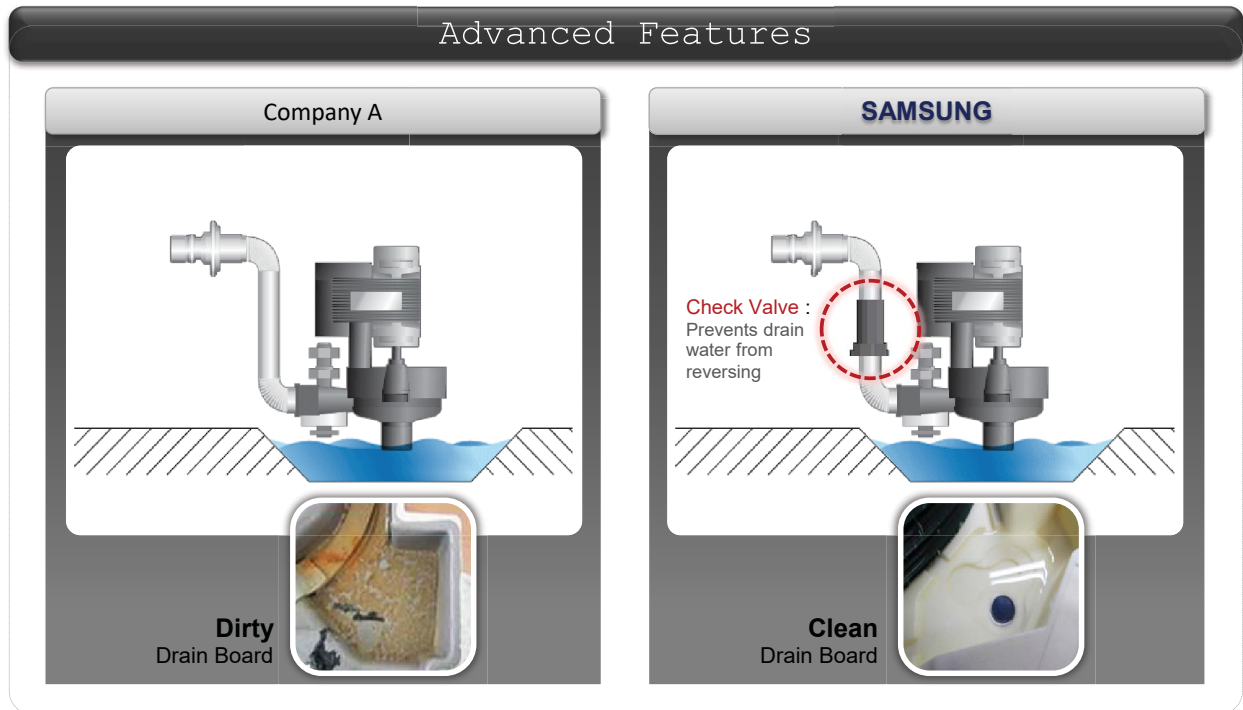 Advanced Features
Company A
SAMSUNG
Check Valve :
Prevents drain
water from
reversing
Dirty
Drain Board
Clean
Drain Board